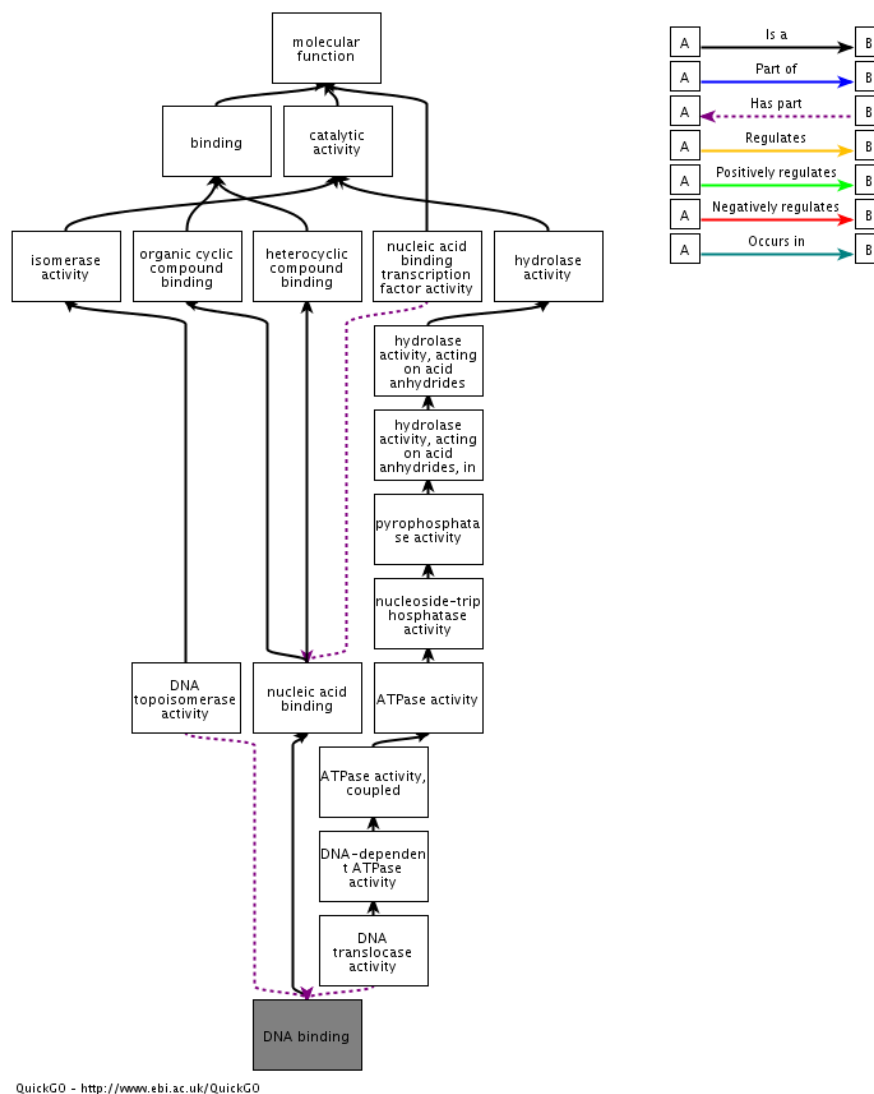 molecular
function
binding
catalytic
activity
isomerase
activity
organic cyclic
compound
binding
heterocyclic
compound
binding
nucleic acid
binding
transcription
factor activity
hydrolase
activity
hydrolase
activity, acting
on acid
anhydrides
hydrolase
activity, acting
on acid
anhydrides, in
pyrophosphata
se activity
nucleoside-trip
hosphatase
activity
DNA
topoisomerase
activity
nucleic acid
binding
ATPase activity
ATPase activity,
coupled
DNA-dependen
t ATPase
activity
DNA
translocase
activity
DNA binding
A Is a B
A Part of B
A Has part B
A Regulates B
A Positively regulates B
A Negatively regulates B
A Occurs in B
QuickGO - http://www.ebi.ac.uk/QuickGO